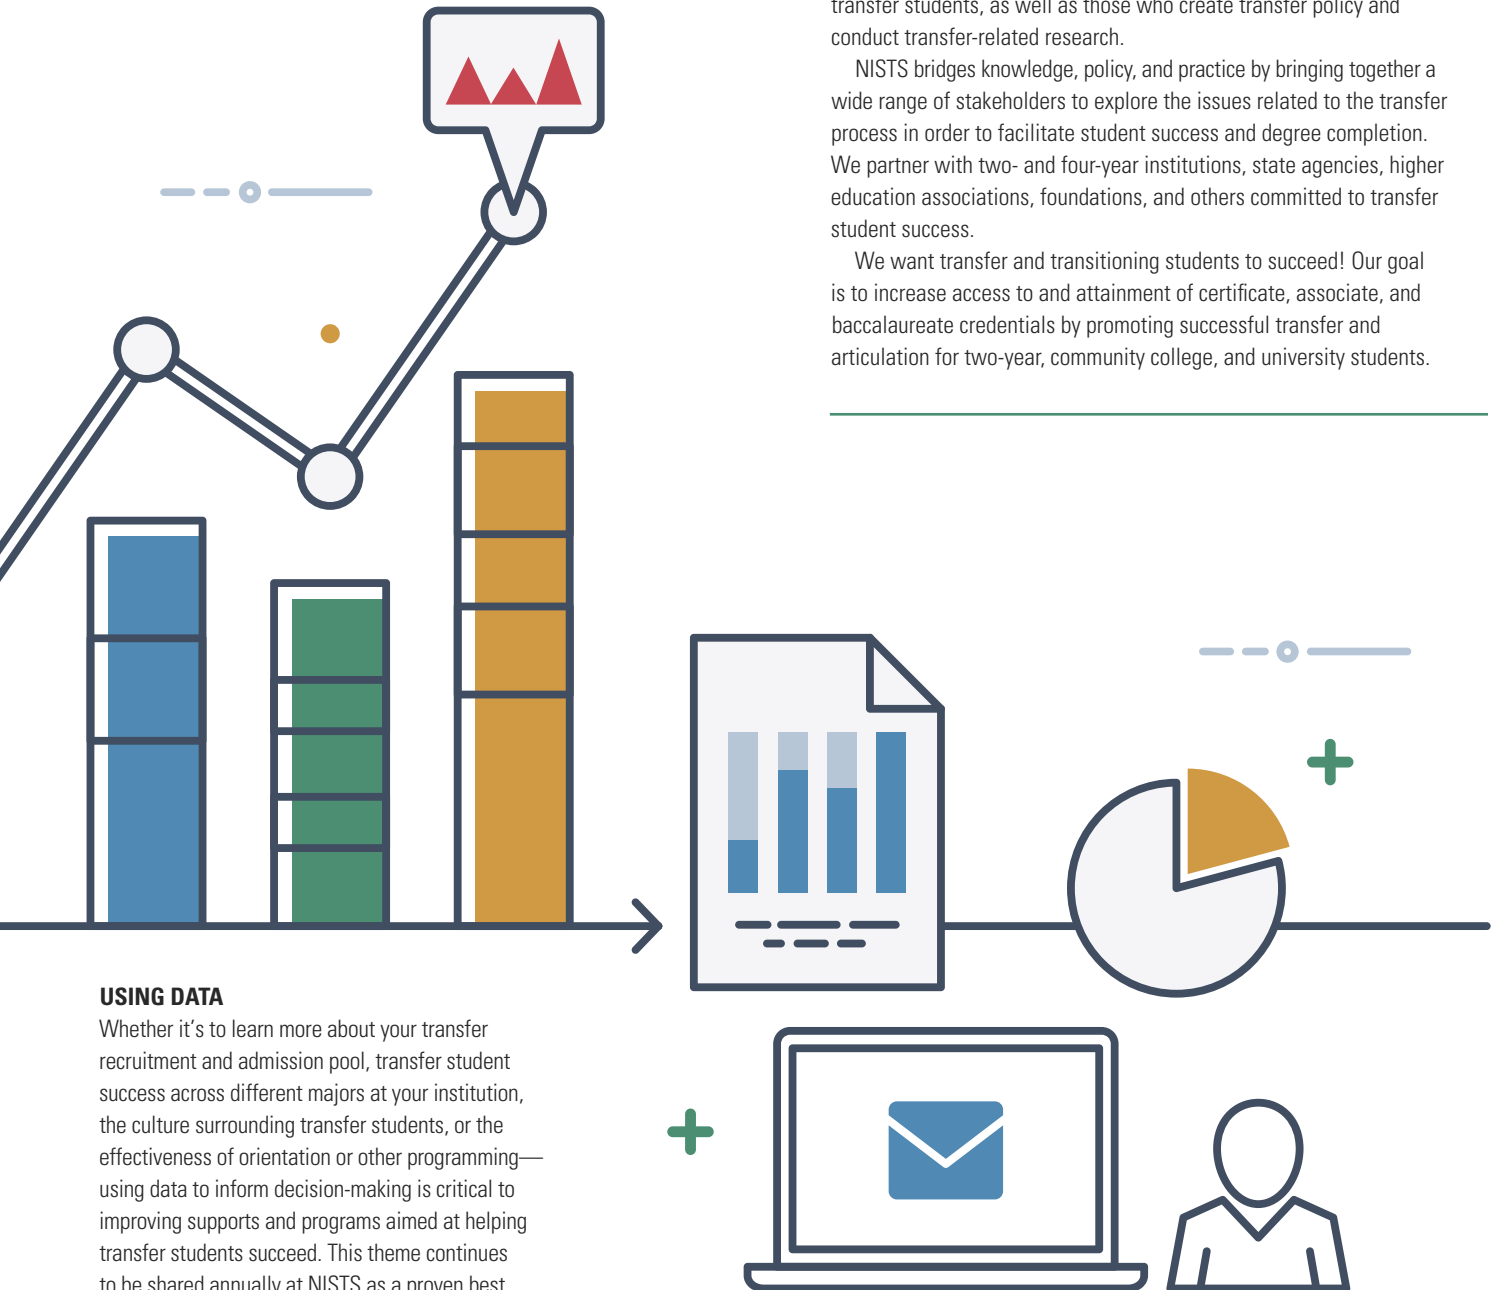 transfer students, as well as those who create transfer policy and
conduct transfer-related research.
NISTS bridges knowledge, policy, and practice by bringing together a
wide range of stakeholders to explore the issues related to the transfer
process in order to facilitate student success and degree completion.
We partner with two- and four-year institutions, state agencies, higher
education associations, foundations, and others committed to transfer
student success.
We want transfer and transitioning students to succeed! Our goal
is to increase access to and attainment of certificate, associate, and
baccalaureate credentials by promoting successful transfer and
articulation for two-year, community college, and university students.
USING DATA
Whether it's to learn more about your transfer
recruitment and admission pool, transfer student
success across different majors at your institution,
the culture surrounding transfer students, or the
effectiveness of orientation or other programming—
using data to inform decision-making is critical to
improving supports and programs aimed at helping
transfer students succeed. This theme continues
to be shared annually at NISTS as a proven best